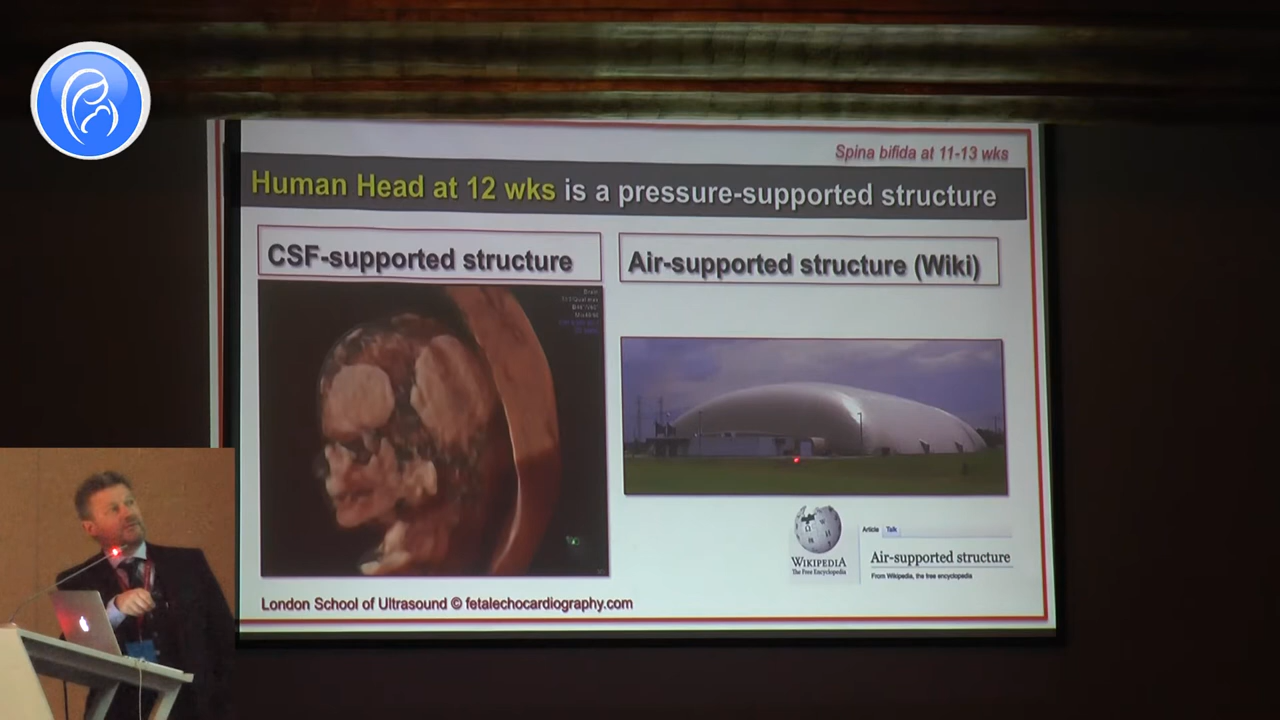 Spina bifida at 11-13 wks
Human Head at 12 wks is a pressure-supported structure
CSF-supported structure
Air-supported structure (Wiki)
Article Talk
WIKIPEDIA
The Free Encyclopedia
Air-supported structure
From Wikipedia, the free encyclopedia
London School of Ultrasound © fetalechocardiography.com